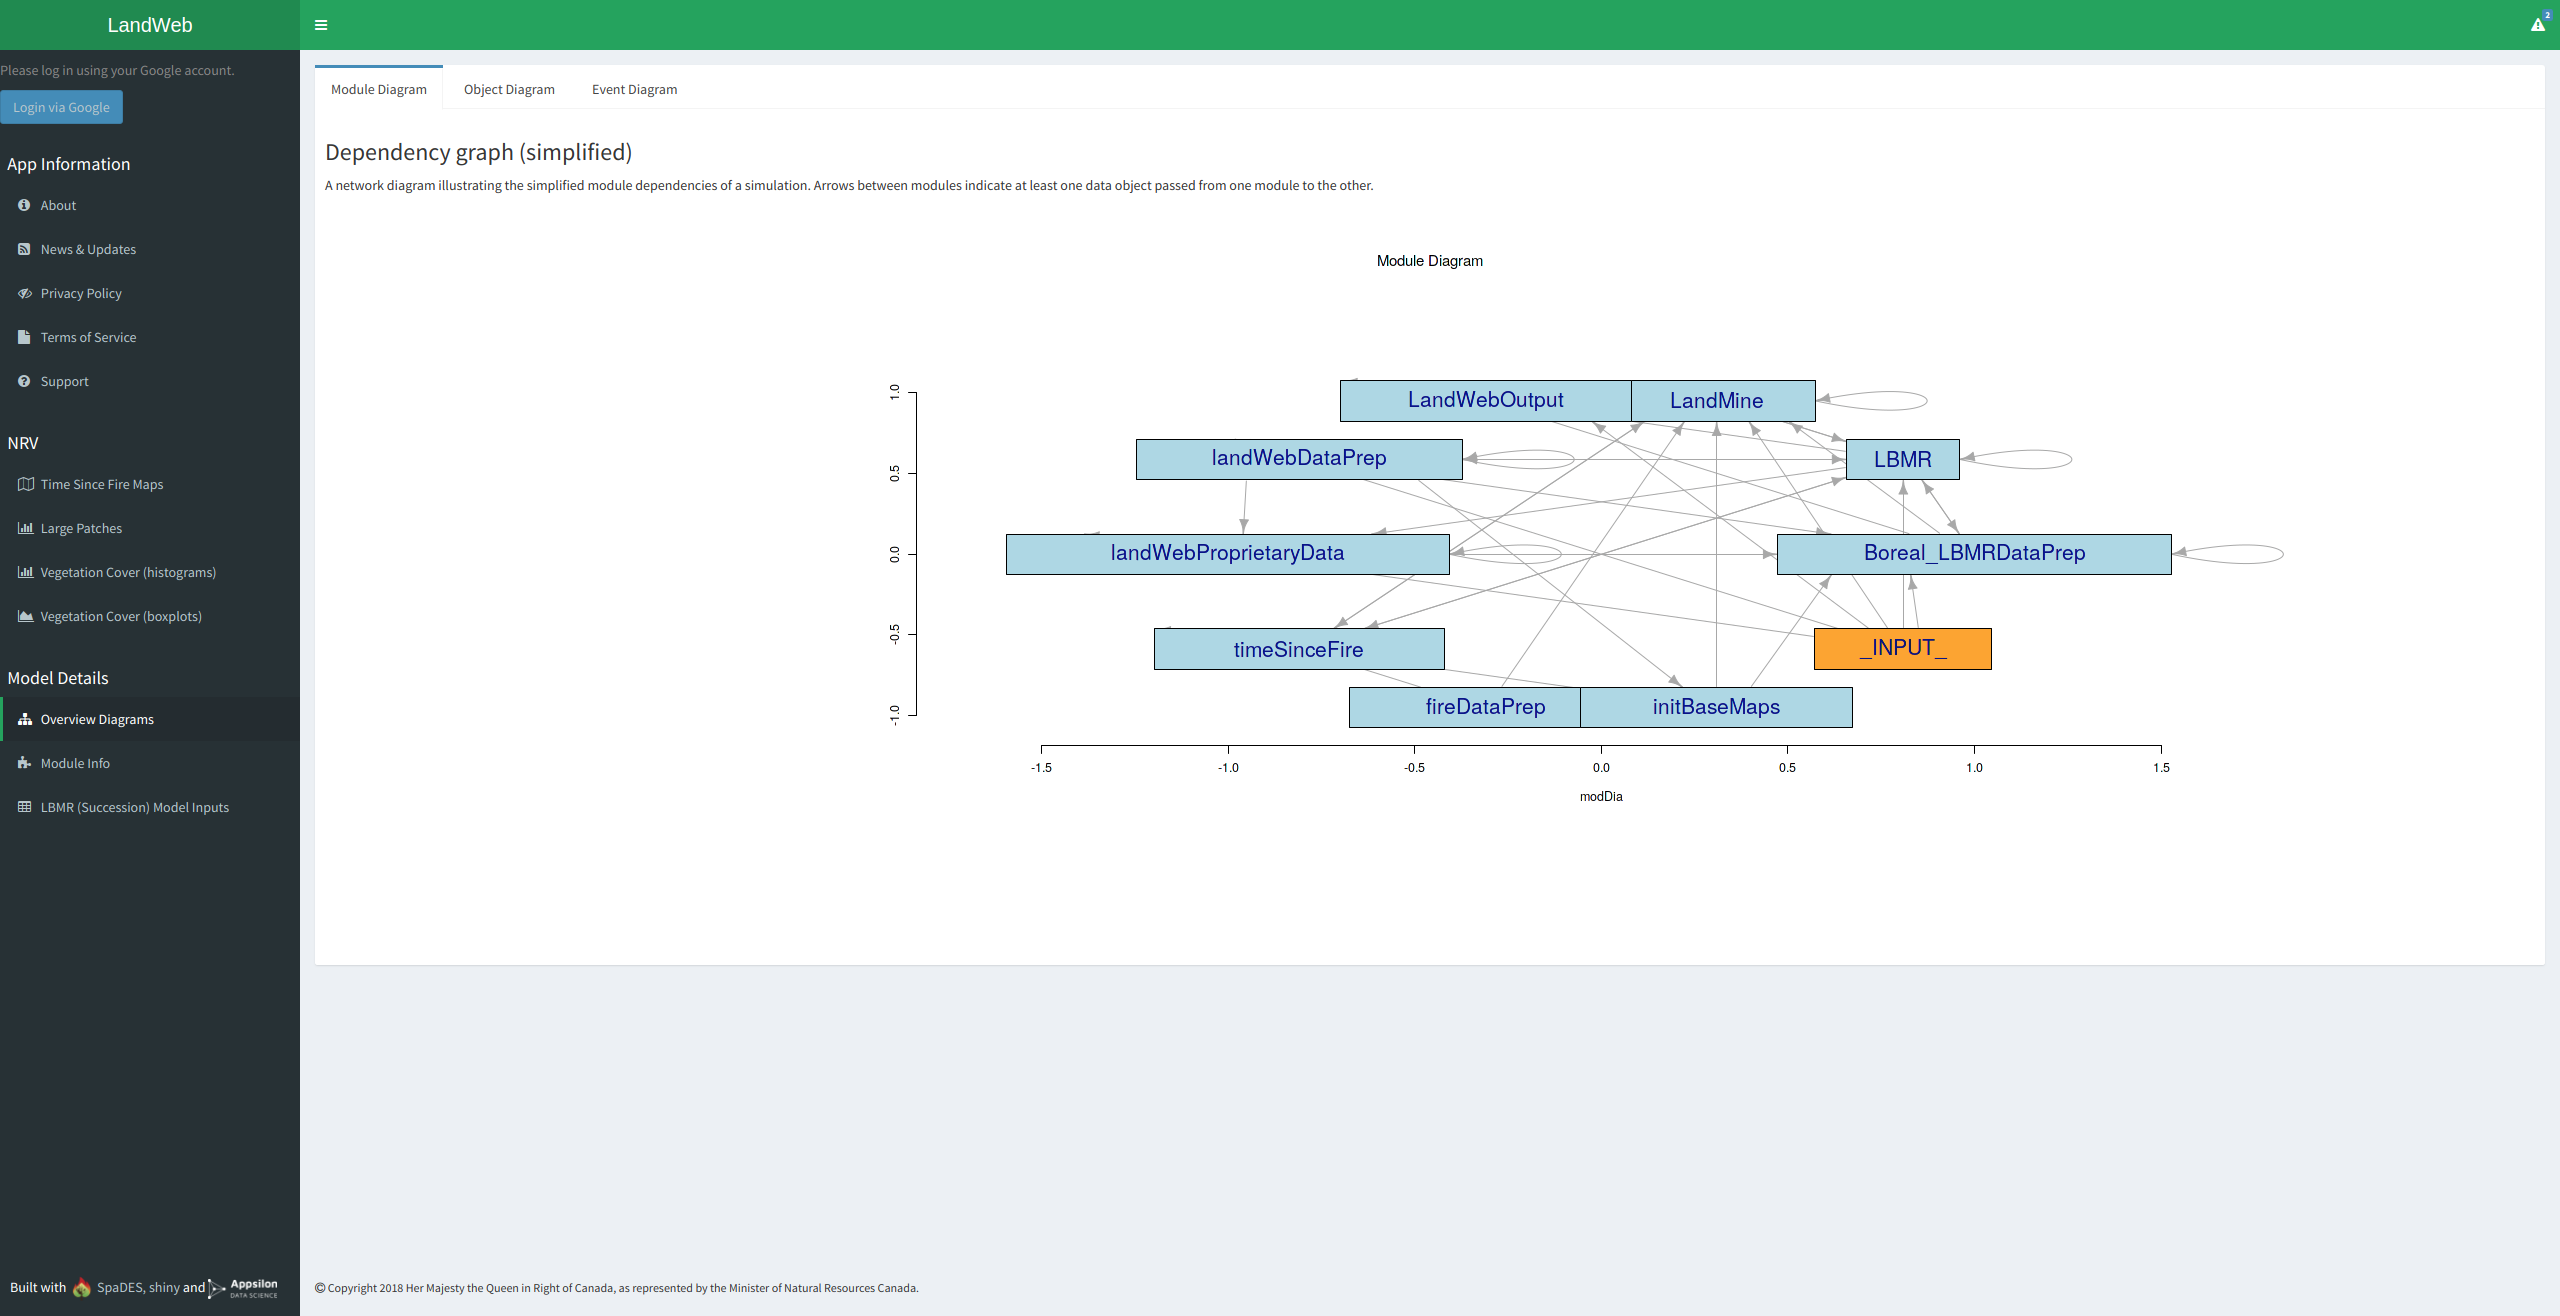 LandWeb
2
Please log in using your Google account.
Login via Google
App Information
About
News & Updates
Privacy Policy
Terms of Service
Support
NRV
Time Since Fire Maps
Large Patches
Vegetation Cover (histograms)
Vegetation Cover (boxplots)
Model Details
Overview Diagrams
Module Info
LBMR (Succession) Model Inputs
Built with SpaDES, shiny and Appsilon
DATA SCIENCE
Module Diagram Object Diagram Event Diagram
Dependency graph (simplified)
A network diagram illustrating the simplified module dependencies of a simulation. Arrows between modules indicate at least one data object passed from one module to the other.
Module Diagram
LandWebOutput LandMine
landWebDataPrep LBMR
landWebProprietaryData Boreal_LBMRDataPrep
timeSinceFire _INPUT_
fireDataPrep initBaseMaps
1.0
0.5
0.0
-0.5
-1.0
-1.5 -1.0 -0.5 0.0 0.5 1.0 1.5
modDia
© Copyright 2018 Her Majesty the Queen in Right of Canada, as represented by the Minister of Natural Resources Canada.